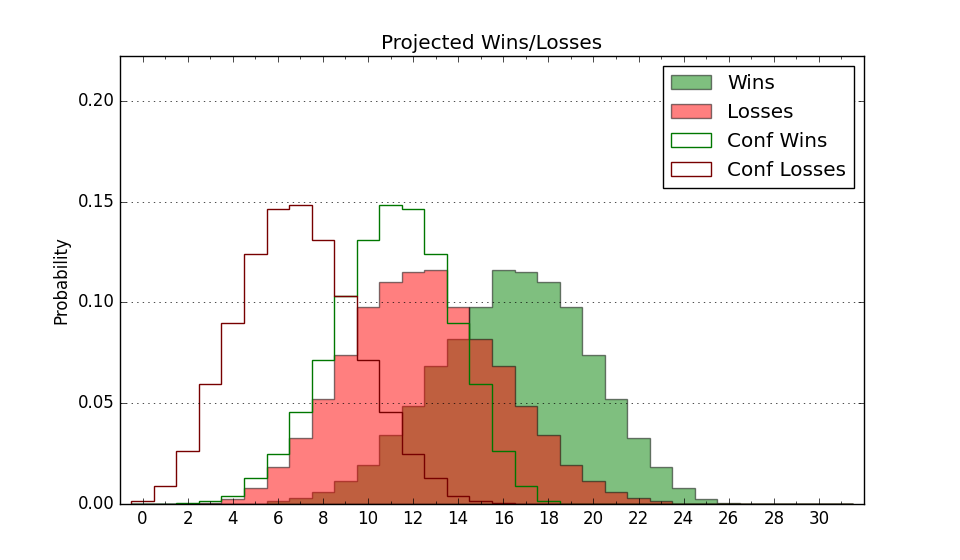 Projected Wins/Losses
Wins
Losses
Conf Wins
Conf Losses
Probability
0.20
0.15
0.10
0.05
0.00
0 2 4 6 8 10 12 14 16 18 20 22 24 26 28 30